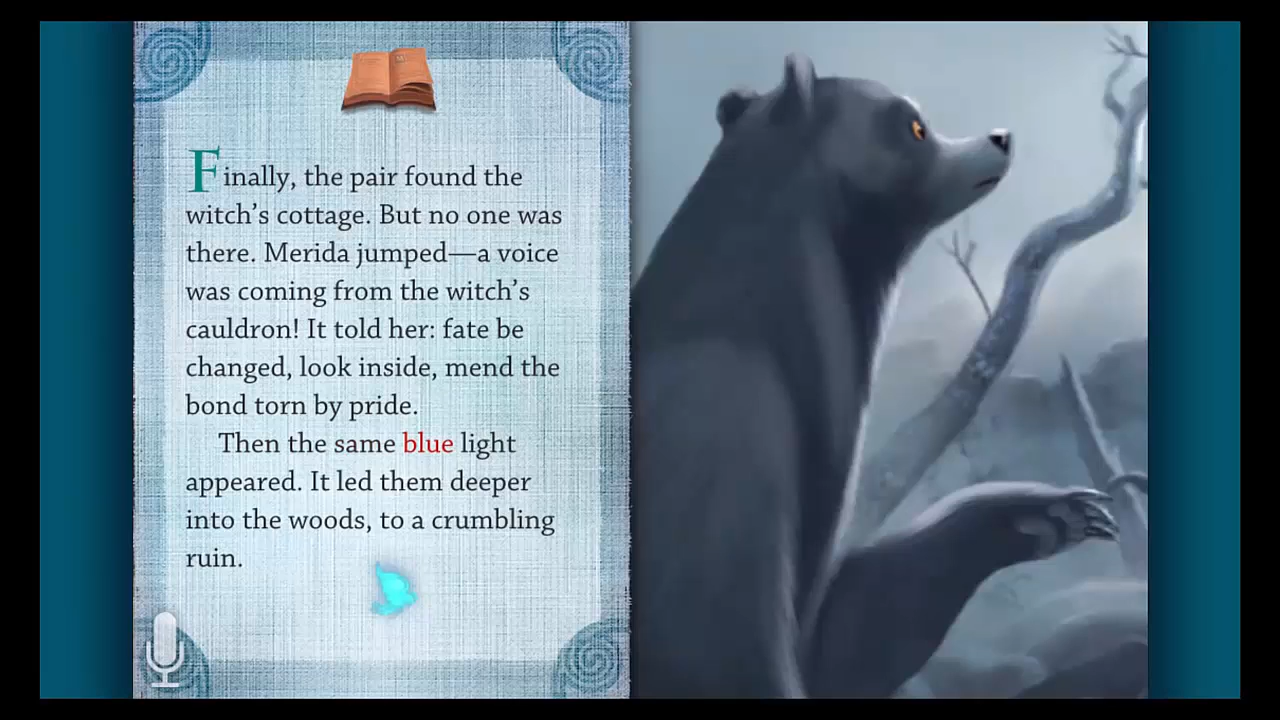 Finally, the pair found the
witch’s cottage. But no one was
there. Merida jumped—a voice
was coming from the witch’s
cauldron! It told her: fate be
changed, look inside, mend the
bond torn by pride.
Then the same blue light
appeared. It led them deeper
into the woods, to a crumbling
ruin.